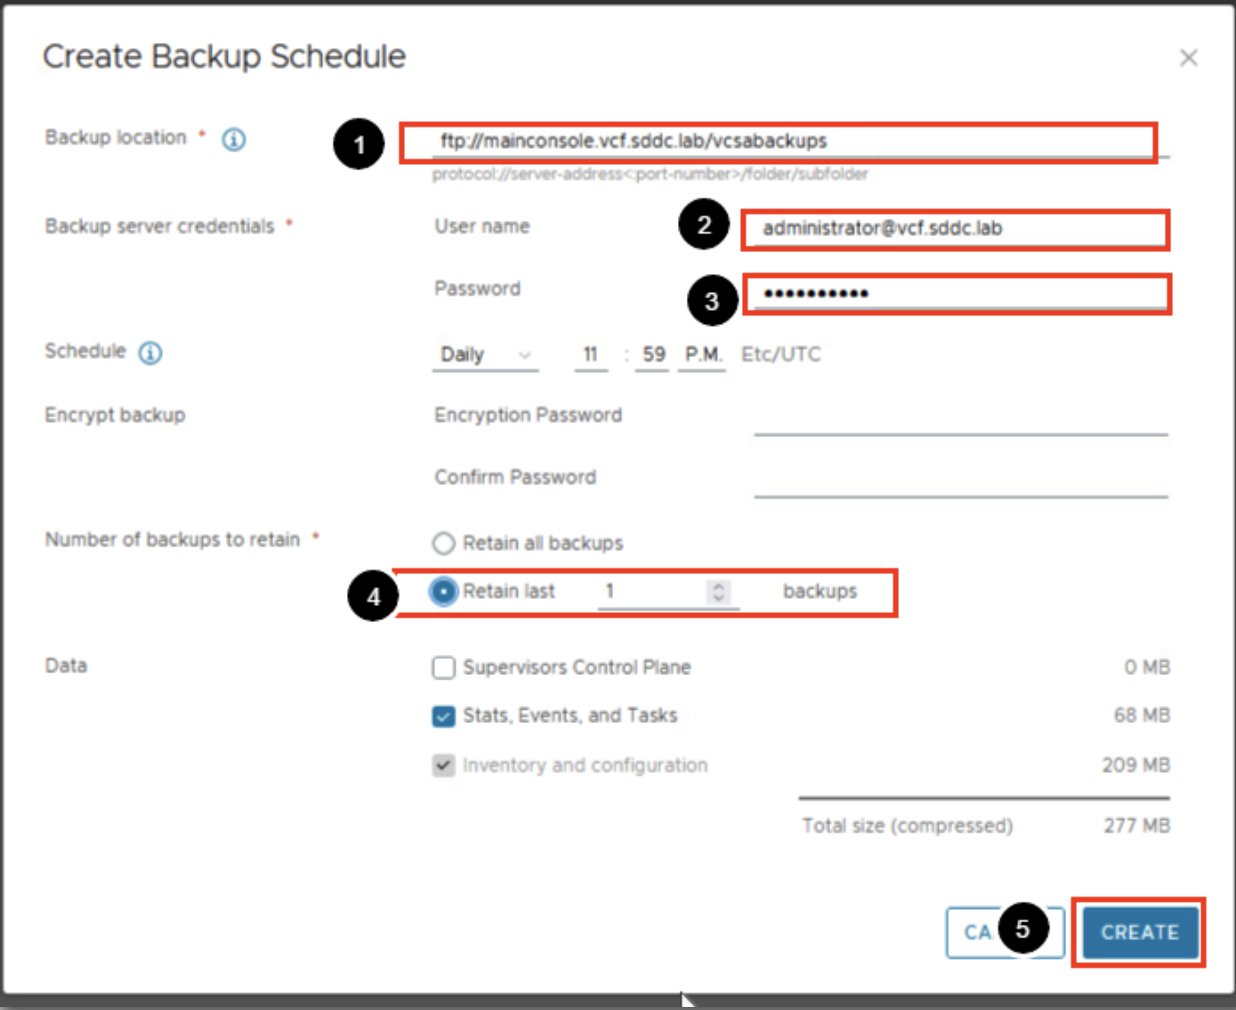 Create Backup Schedule
Backup location *
1
ftp://mainconsole.vcf.sddc.lab/vcsabackups
protocol://server-address<:port-number>/folder/subfolder
Backup server credentials * User name 2 administrator@vcf.sddc.lab
Password 3 ••••••••••
Schedule Daily 11 : 59 P.M. Etc/UTC
Encrypt backup Encryption Password
Confirm Password
Number of backups to retain * Retain all backups
4 Retain last 1 backups
Data Supervisors Control Plane 0 MB
Stats, Events, and Tasks 68 MB
Inventory and configuration 209 MB
Total size (compressed) 277 MB
CA 5 CREATE